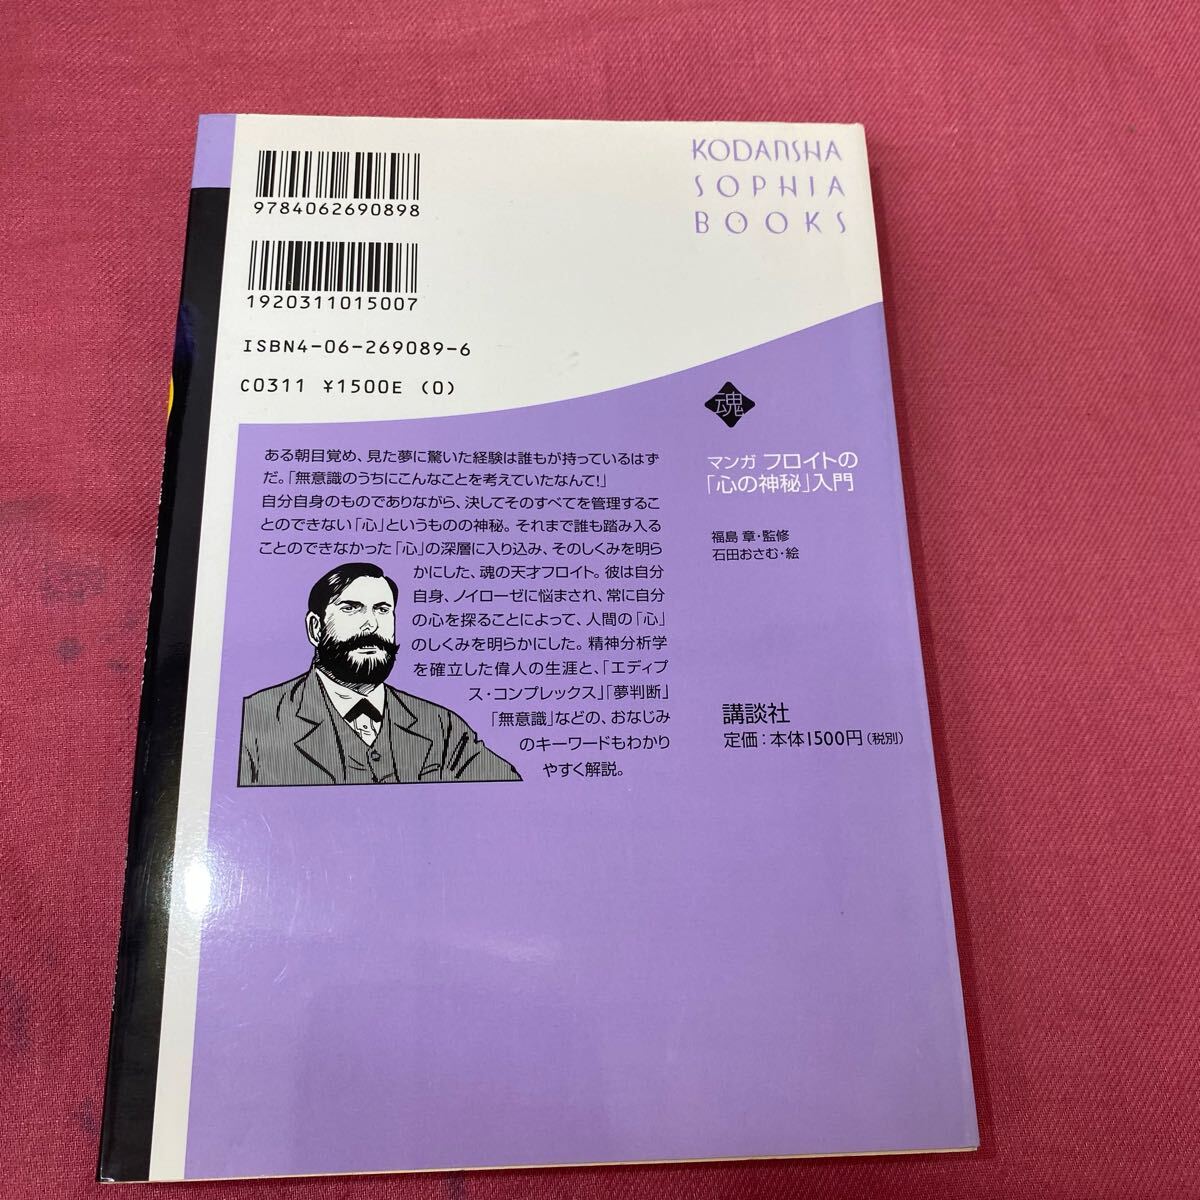 9784062690898
1920311015007
ISBN4-06-269089-6
C0311 ¥1500E (0)
KODANSHA
SOPHIA
BOOKS
ある朝目覚め、見た夢に驚いた経験は誰もが持っているはず
だ。「無意識のうちにこんなことを考えていたなんて!」
自分自身のものでありながら、決してそのすべてを管理するこ
とのできない「心」というものの神秘。それまで誰も踏み入る
ことのできなかった「心」の深層に入り込み、そのしくみを明ら
かにした、魂の天才フロイト。彼は自分
自身、ノイローゼに悩まされ、常に自分
の心を探ることによって、人間の「心」
のしくみを明らかにした。精神分析学
を確立した偉人の生涯と、「エディプ
ス・コンプレックス」「夢判断」
「無意識」などの、おなじみ
のキーワードもわかり
やすく解説。
魂
マンガ フロイトの
「心の神秘」入門
福島 章・監修
石田おさむ・絵
講談社
定価:本体1500円(税別)